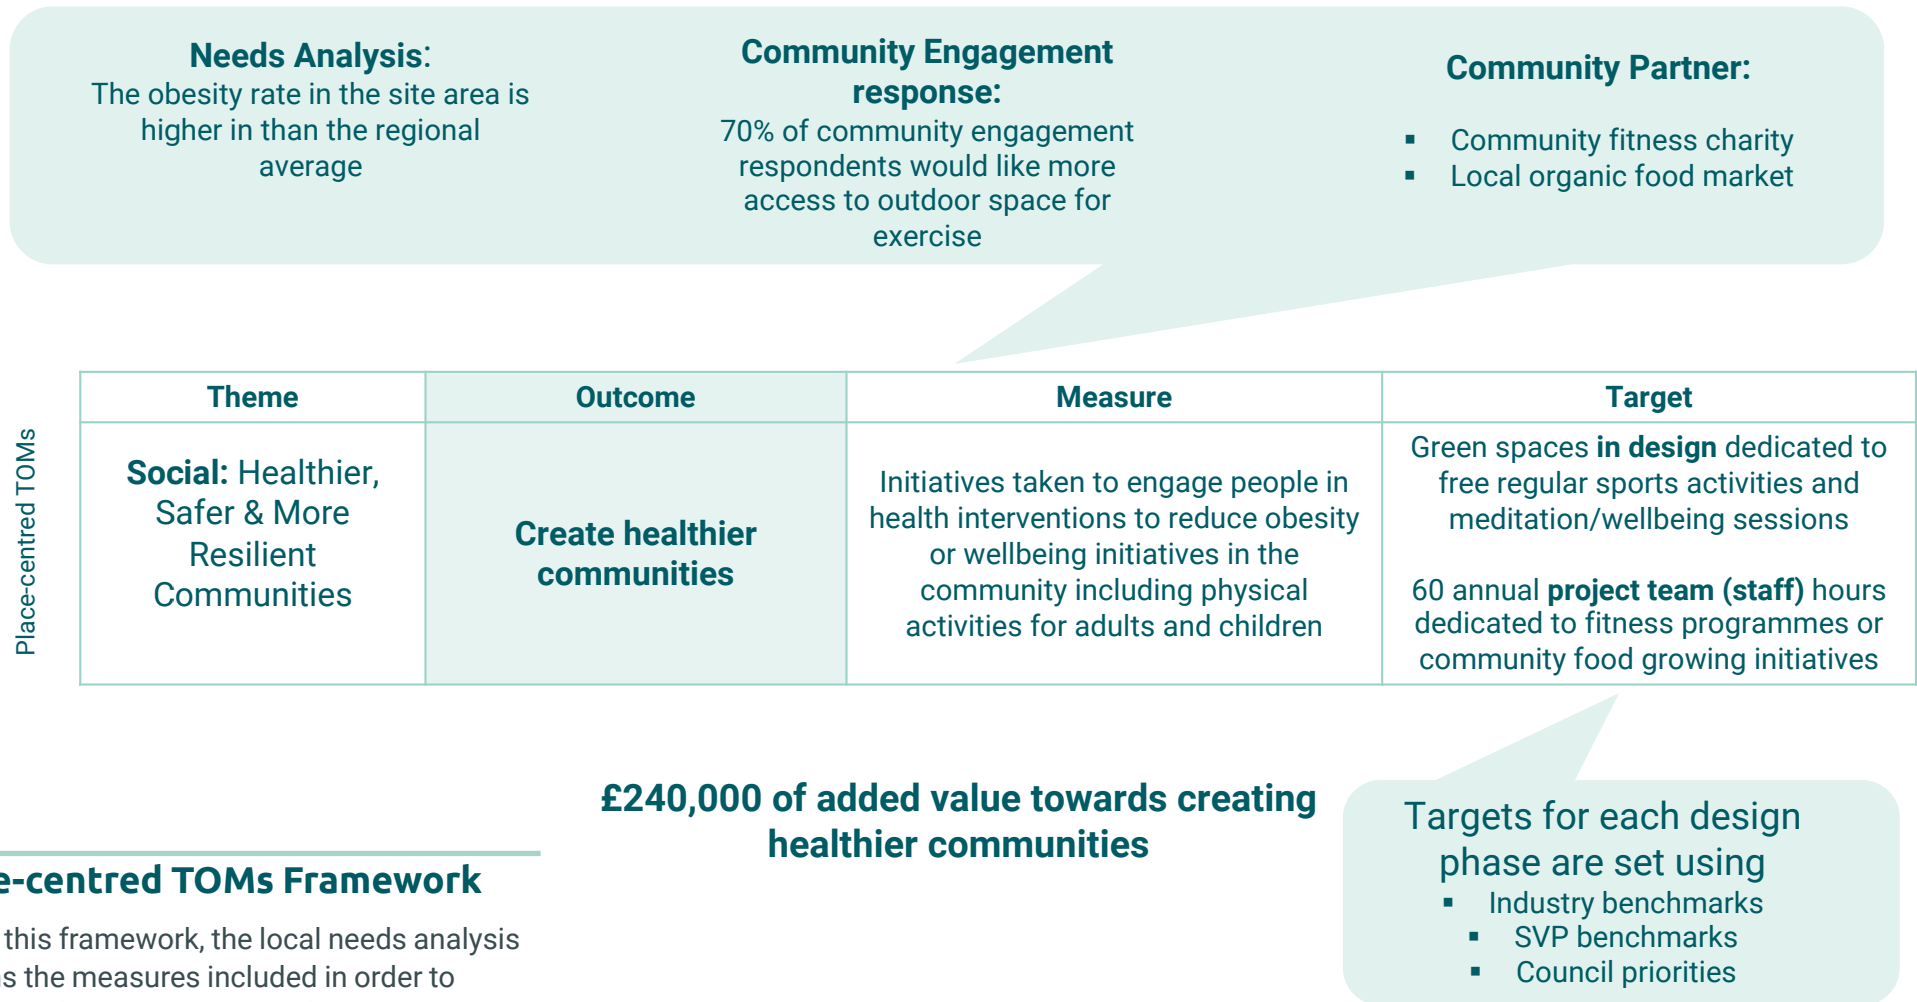 Needs Analysis:
The obesity rate in the site area is
higher in than the regional
average
Community Engagement
response:
70% of community engagement
respondents would like more
access to outdoor space for
exercise
Community Partner:
▪ Community fitness charity
▪ Local organic food market
Place-centred TOMs
Theme
Outcome
Measure
Target
Social: Healthier,
Safer & More
Resilient
Communities
Create healthier
communities
Initiatives taken to engage people in
health interventions to reduce obesity
or wellbeing initiatives in the
community including physical
activities for adults and children
Green spaces in design dedicated to
free regular sports activities and
meditation/wellbeing sessions
60 annual project team (staff) hours
dedicated to fitness programmes or
community food growing initiatives
£240,000 of added value towards creating
healthier communities
e-centred TOMs Framework
this framework, the local needs analysis
s the measures included in order to
Targets for each design
phase are set using
▪ Industry benchmarks
▪ SVP benchmarks
▪ Council priorities